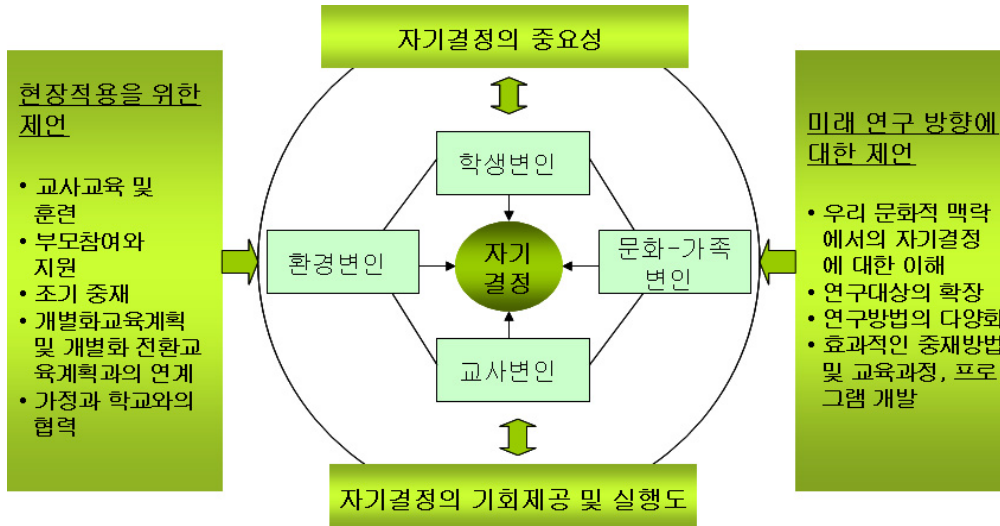 자기결정의 중요성
현장적용을 위한
제언
• 교사교육 및
훈련
• 부모참여와
지원
• 조기 중재
• 개별화교육계획
및 개별화 전환교
육계획과의 연계
• 가정과 학교와의
협력
학생변인
환경변인
자기
결정
문화-가족
변인
교사변인
미래 연구 방향에
대한 제언
• 우리 문화적 맥락
에서의 자기결정
에 대한 이해
• 연구대상의 확장
• 연구방법의 다양화
• 효과적인 중재방법
및 교육과정, 프로
그램 개발
자기결정의 기회제공 및 실행도